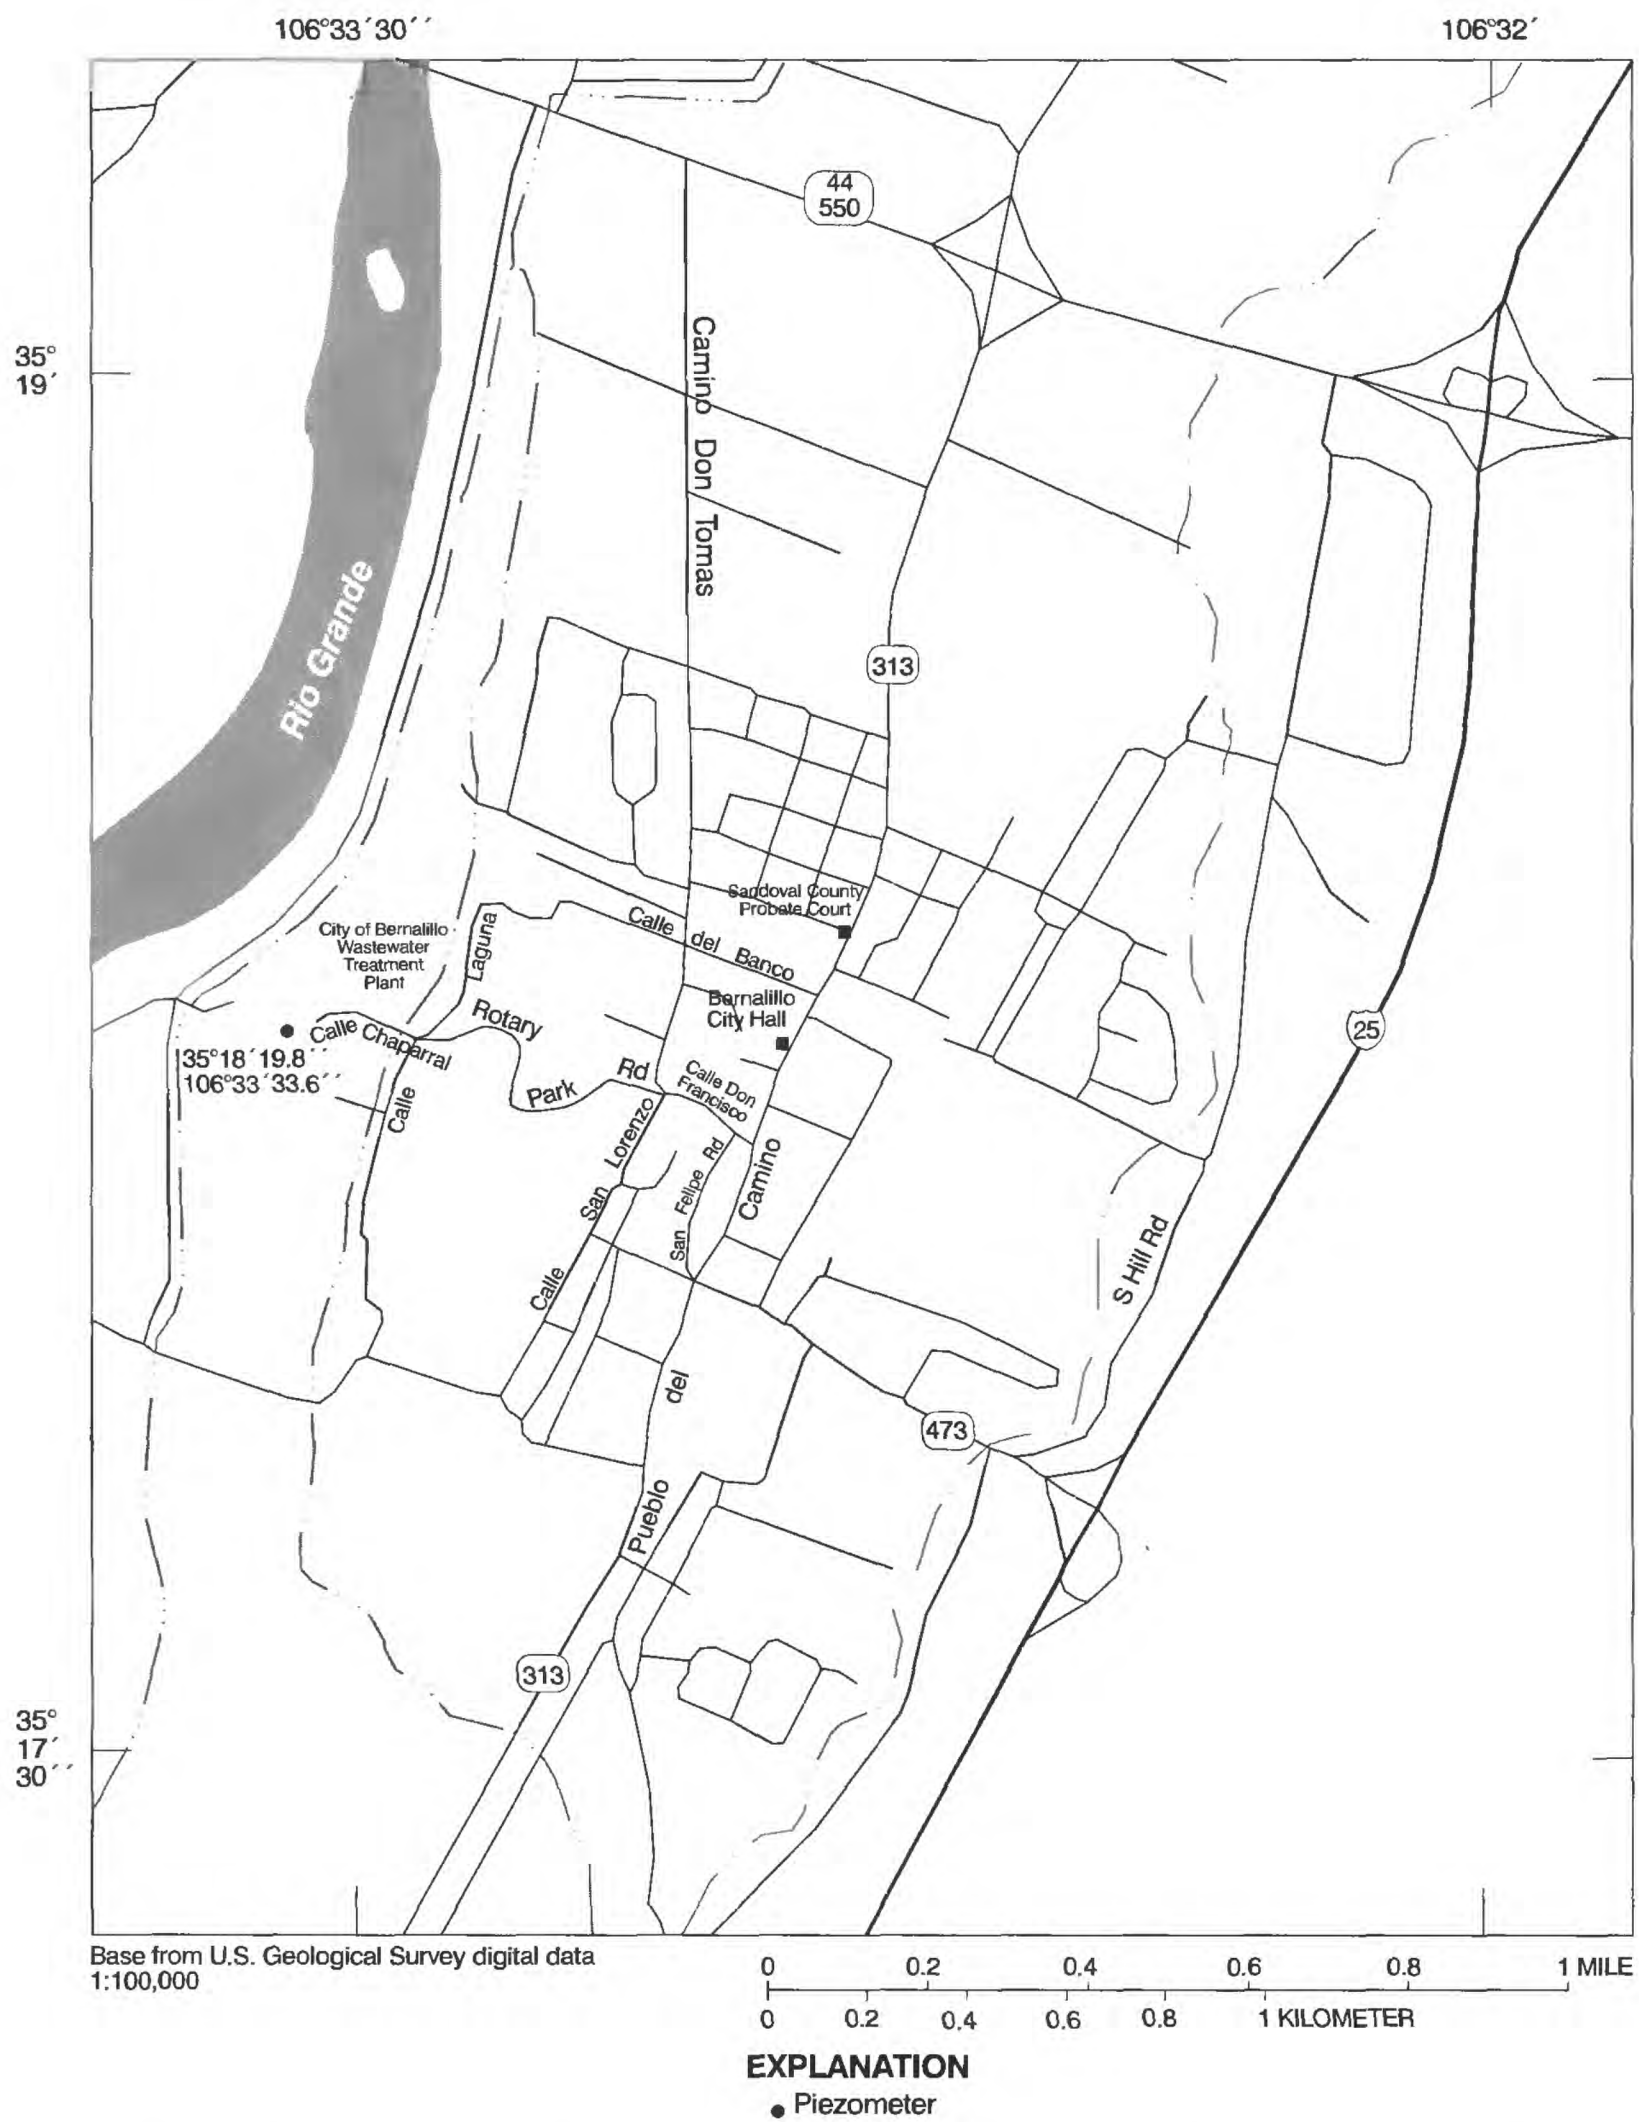 106°33´30´´
106°32´
44
550
35°
19´
Camino Don Tomas
Rio Grande
313
Sandoval County
Probate Court
City of Bernalillo
Wastewater
Treatment
Plant
Laguna
Calle del Banco
Bernalillo
City Hall
Rotary
Park
Rd
Calle Chaparral
25
35°18´19.8´´
106°33´33.6´´
Calle
Calle Don
Francisco
Calle San Lorenzo
San Felipe Rd
Camino
del
Pueblo
S Hill Rd
473
313
35°
17´
30´´
Base from U.S. Geological Survey digital data
1:100,000
0 0.2 0.4 0.6 0.8 1 MILE
0 0.2 0.4 0.6 0.8 1 KILOMETER
EXPLANATION
Piezometer